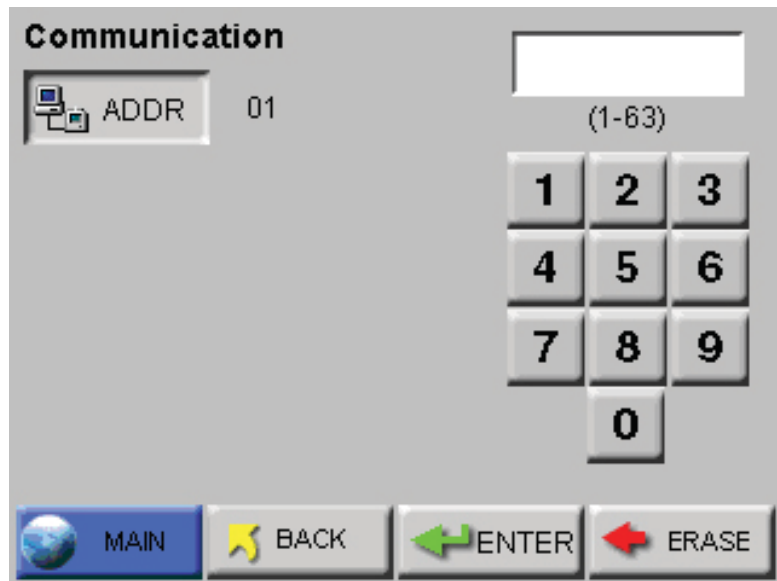 Communication
ADDR 01
(1-63)
1 2 3
4 5 6
7 8 9
0
MAIN BACK ENTER ERASE